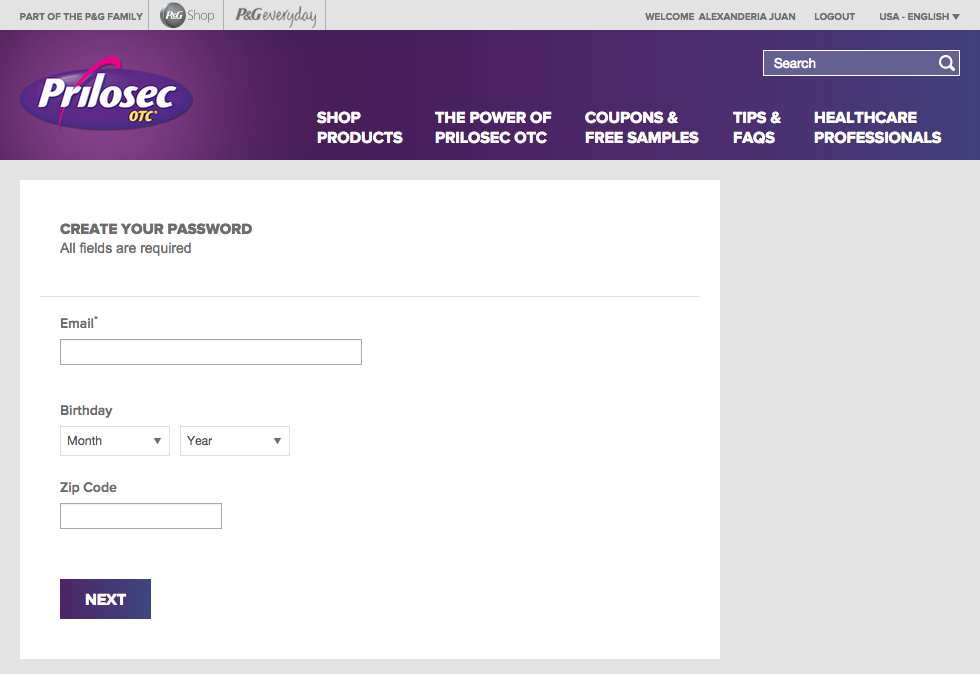 PART OF THE P&G FAMILY P&G Shop P&G everyday WELCOME ALEXANDERIA JUAN LOGOUT USA - ENGLISH
Search
Prilosec
OTC
SHOP PRODUCTS
THE POWER OF PRILOSEC OTC
COUPONS & FREE SAMPLES
TIPS & FAQS
HEALTHCARE PROFESSIONALS
CREATE YOUR PASSWORD
All fields are required
Email*
Birthday
Month Year
Zip Code
NEXT